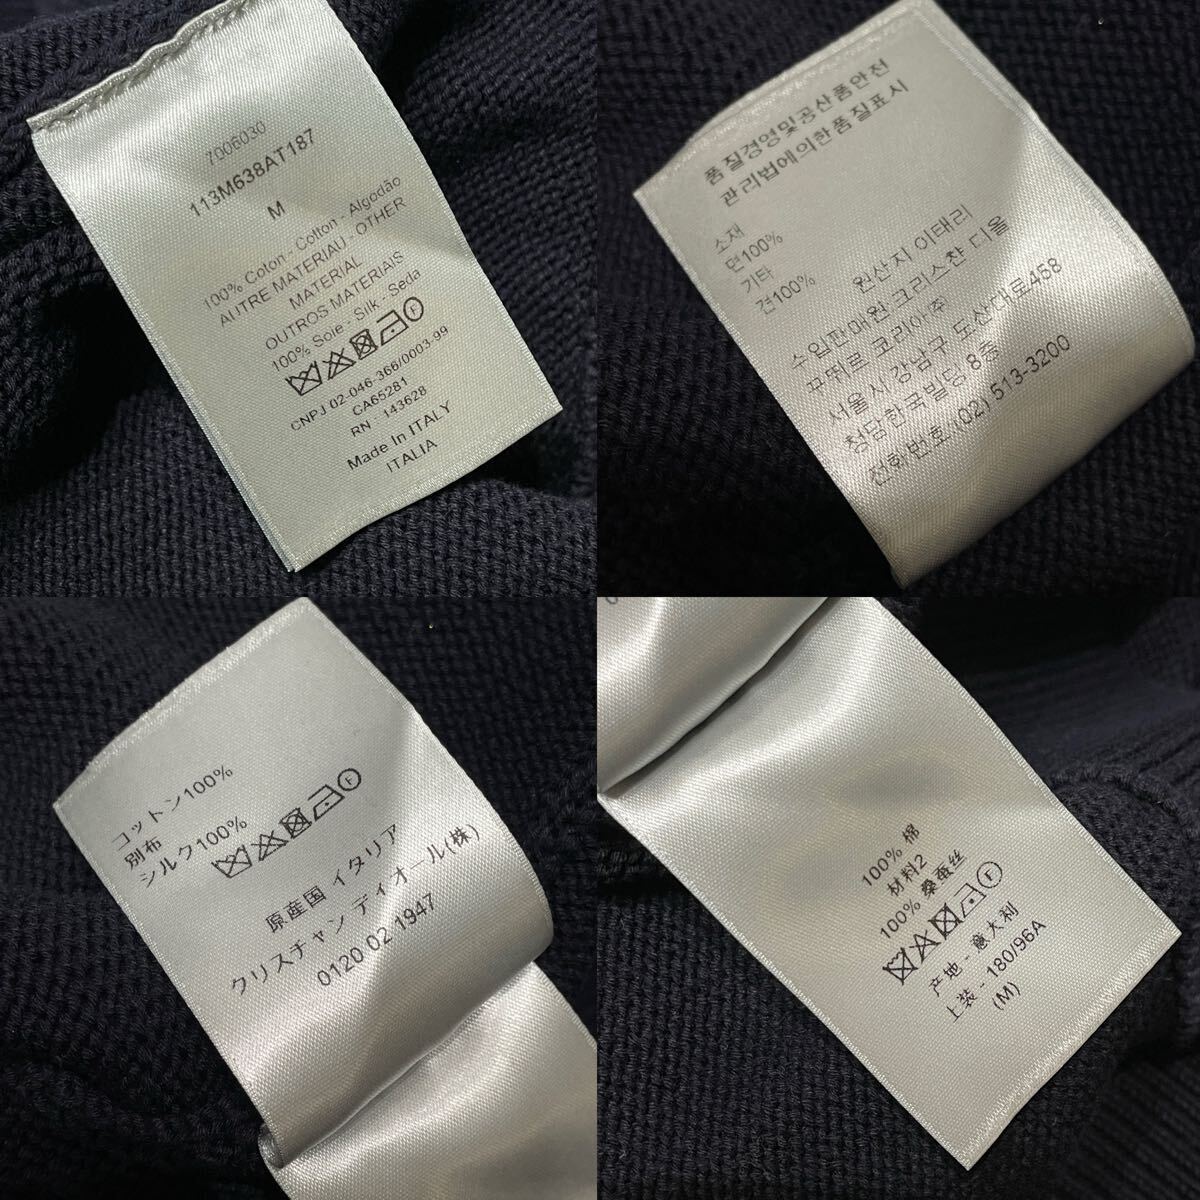 7006030
113M638AT187
M
100% Coton - Cotton - Algodão
AUTRE MATERIAU - OTHER
MATERIAL
OUTROS MATERIAIS
100% Soie - Silk - Seda
F
CNPJ 02-046-366/0003-99
CA65281
RN : 143628
Made In ITALY
ITALIA
품질경영및공산품안전
관리법에의한품질표시
소재
면100%
기타
견100%
원산지 이태리
수입판매원 크리스챤 디올
꾸뛰르 코리아㈜
서울시 강남구 도산대로458
청담한국빌딩 8층
전화번호 (02) 513-3200
コットン100%
別布
シルク100%
F
原産国 イタリア
クリスチャン ディオール(株)
0120 02 1947
100% 棉
材料2
100% 桑蚕丝
F
产地 - 意大利
上装 - 180/96A
(M)